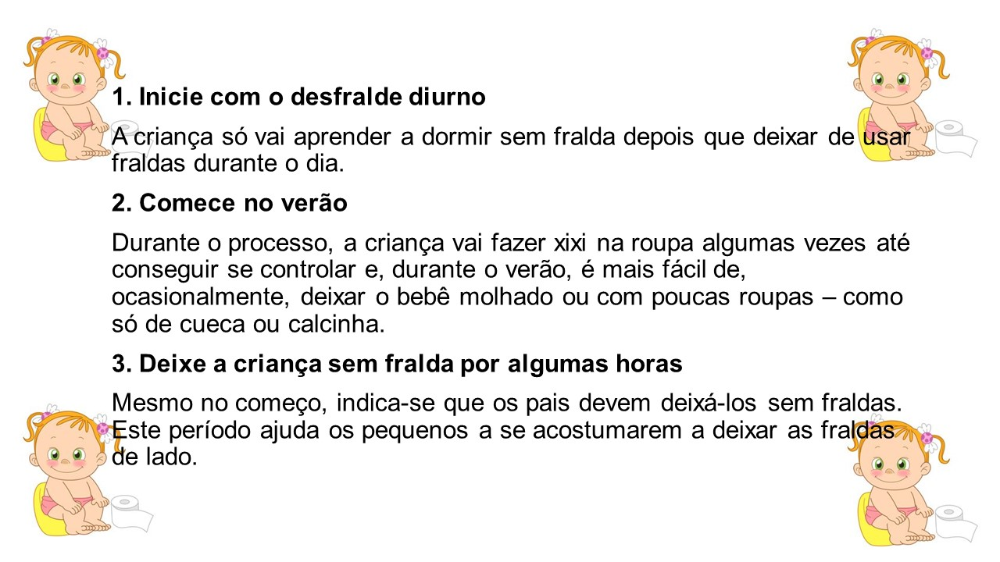 1. Inicie com o desfralde diurno
A criança só vai aprender a dormir sem fralda depois que deixar de usar
fraldas durante o dia.
2. Comece no verão
Durante o processo, a criança vai fazer xixi na roupa algumas vezes até
conseguir se controlar e, durante o verão, é mais fácil de,
ocasionalmente, deixar o bebê molhado ou com poucas roupas – como
só de cueca ou calcinha.
3. Deixe a criança sem fralda por algumas horas
Mesmo no começo, indica-se que os pais devem deixá-los sem fraldas.
Este período ajuda os pequenos a se acostumarem a deixar as fraldas
de lado.